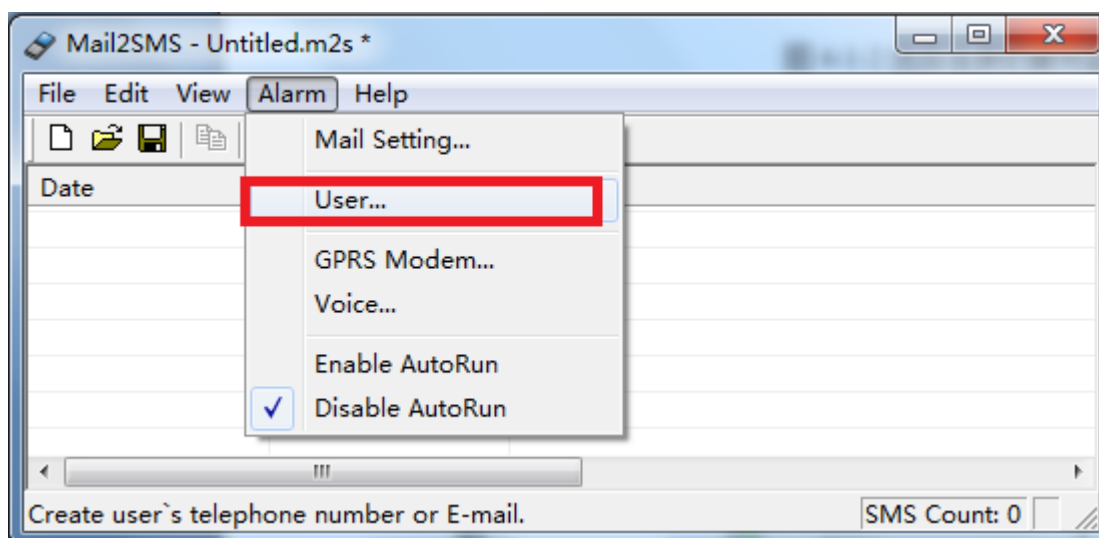 Mail2SMS - Untitled.m2s *
File Edit View Alarm Help
Mail Setting...
Date
User...
GPRS Modem...
Voice...
Enable AutoRun
Disable AutoRun
Create user`s telephone number or E-mail.
SMS Count: 0